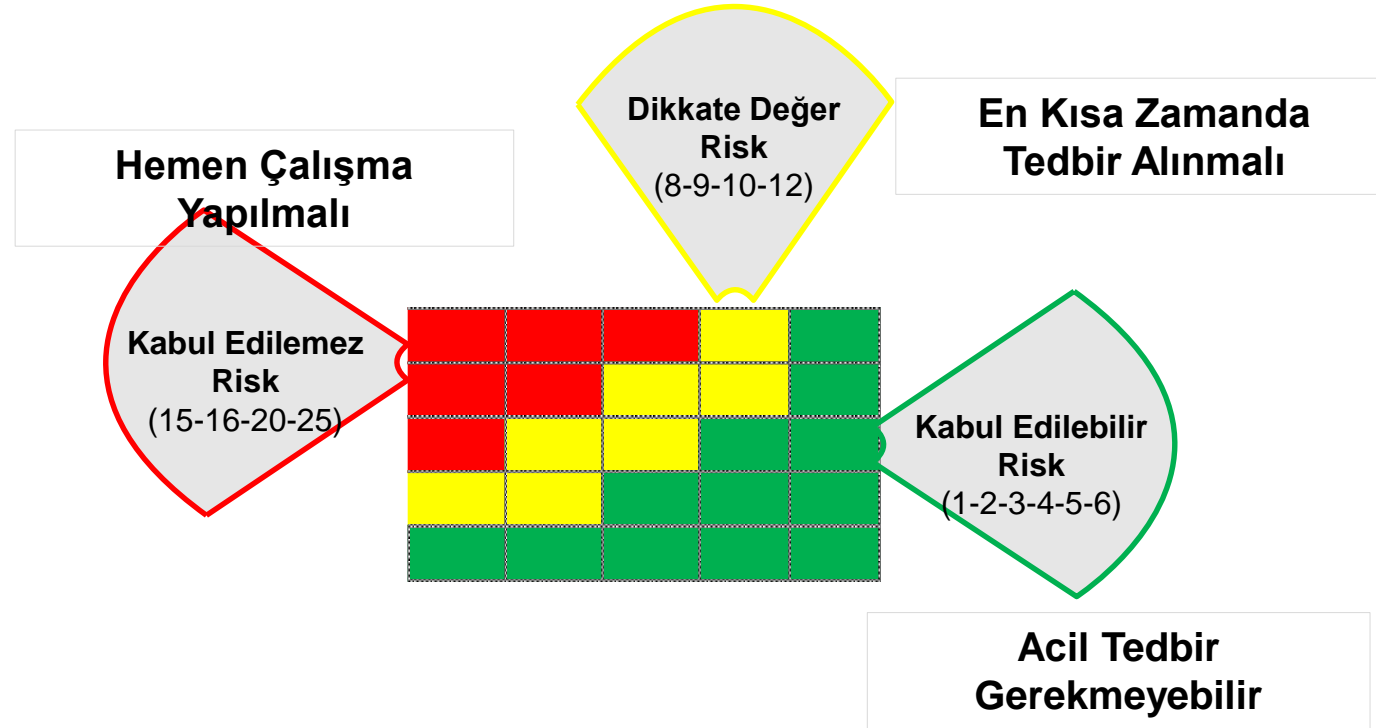 Dikkate Değer
Risk
(8-9-10-12)
En Kısa Zamanda
Tedbir Alınmalı
Hemen Çalışma
Yapılmalı
Kabul Edilemez
Risk
(15-16-20-25)
Kabul Edilebilir
Risk
(1-2-3-4-5-6)
Acil Tedbir
Gerekmeyebilir